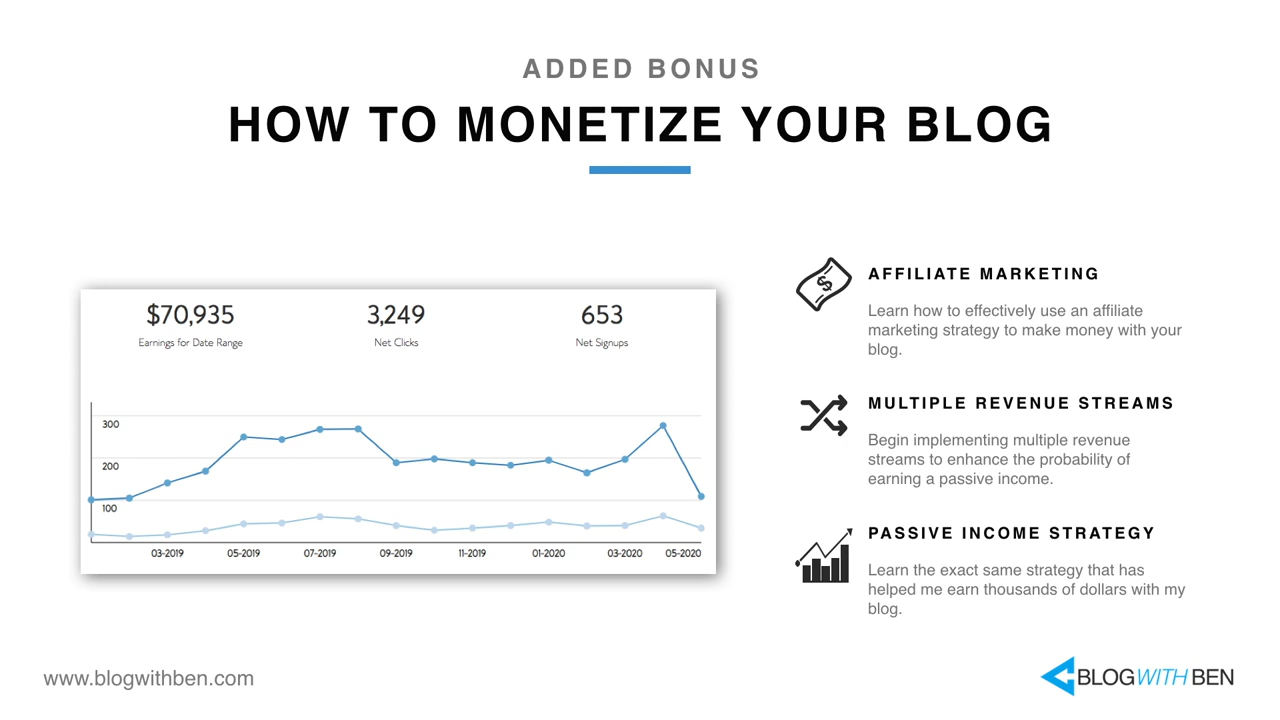 ADDED BONUS
HOW TO MONETIZE YOUR BLOG
$70,935
Earnings for Date Range
3,249
Net Clicks
653
Net Signups
300
200
100
03-2019
05-2019
07-2019
09-2019
11-2019
01-2020
03-2020
05-2020
$
AFFILIATE MARKETING
Learn how to effectively use an affiliate
marketing strategy to make money with your
blog.
MULTIPLE REVENUE STREAMS
Begin implementing multiple revenue
streams to enhance the probability of
earning a passive income.
PASSIVE INCOME STRATEGY
Learn the exact same strategy that has
helped me earn thousands of dollars with my
blog.
www.blogwithben.com
BLOGWITHBEN